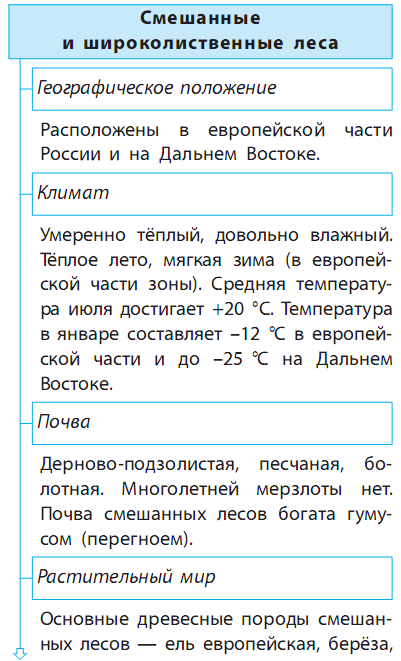 Смешанные
и широколиственные леса
Географическое положение
Расположены в европейской части
России и на Дальнем Востоке.
Климат
Умеренно тёплый, довольно влажный.
Тёплое лето, мягкая зима (в европей-
ской части зоны). Средняя температу-
ра июля достигает +20 °С. Температура
в январе составляет –12 °С в европей-
ской части и до –25 °С на Дальнем
Востоке.
Почва
Дерново-подзолистая, песчаная, бо-
лотная. Многолетней мерзлоты нет.
Почва смешанных лесов богата гуму-
сом (перегноем).
Растительный мир
Основные древесные породы смешан-
ных лесов — ель европейская, берёза,